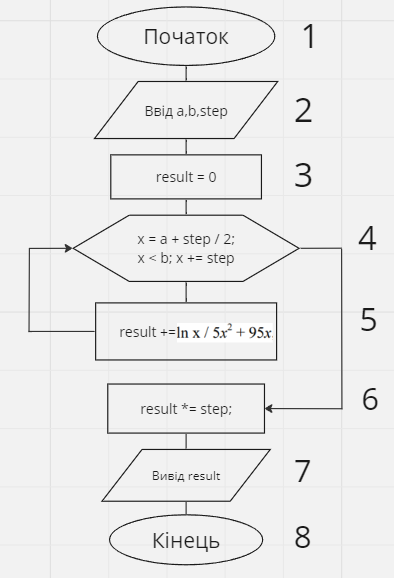 Початок 1
Ввід a,b,step 2
result = 0 3
x = a + step / 2; 4
x < b; x += step
result +=ln x / 5x² + 95x 5
result *= step; 6
Вивід result 7
Кінець 8